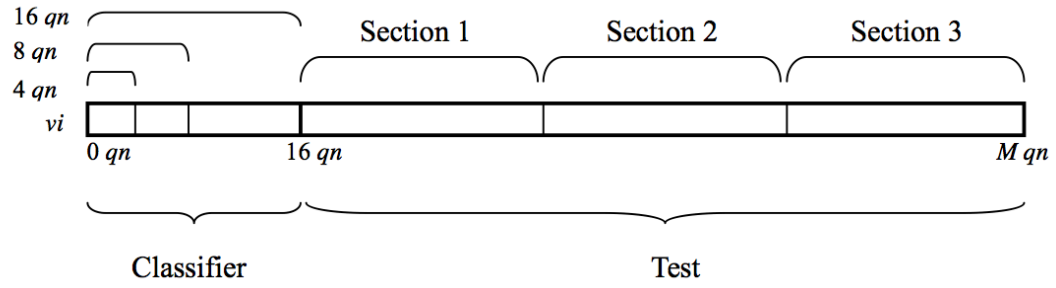 16 qn
Section 1 Section 2 Section 3
8 qn
4 qn
vi
0 qn 16 qn M qn
Classifier Test